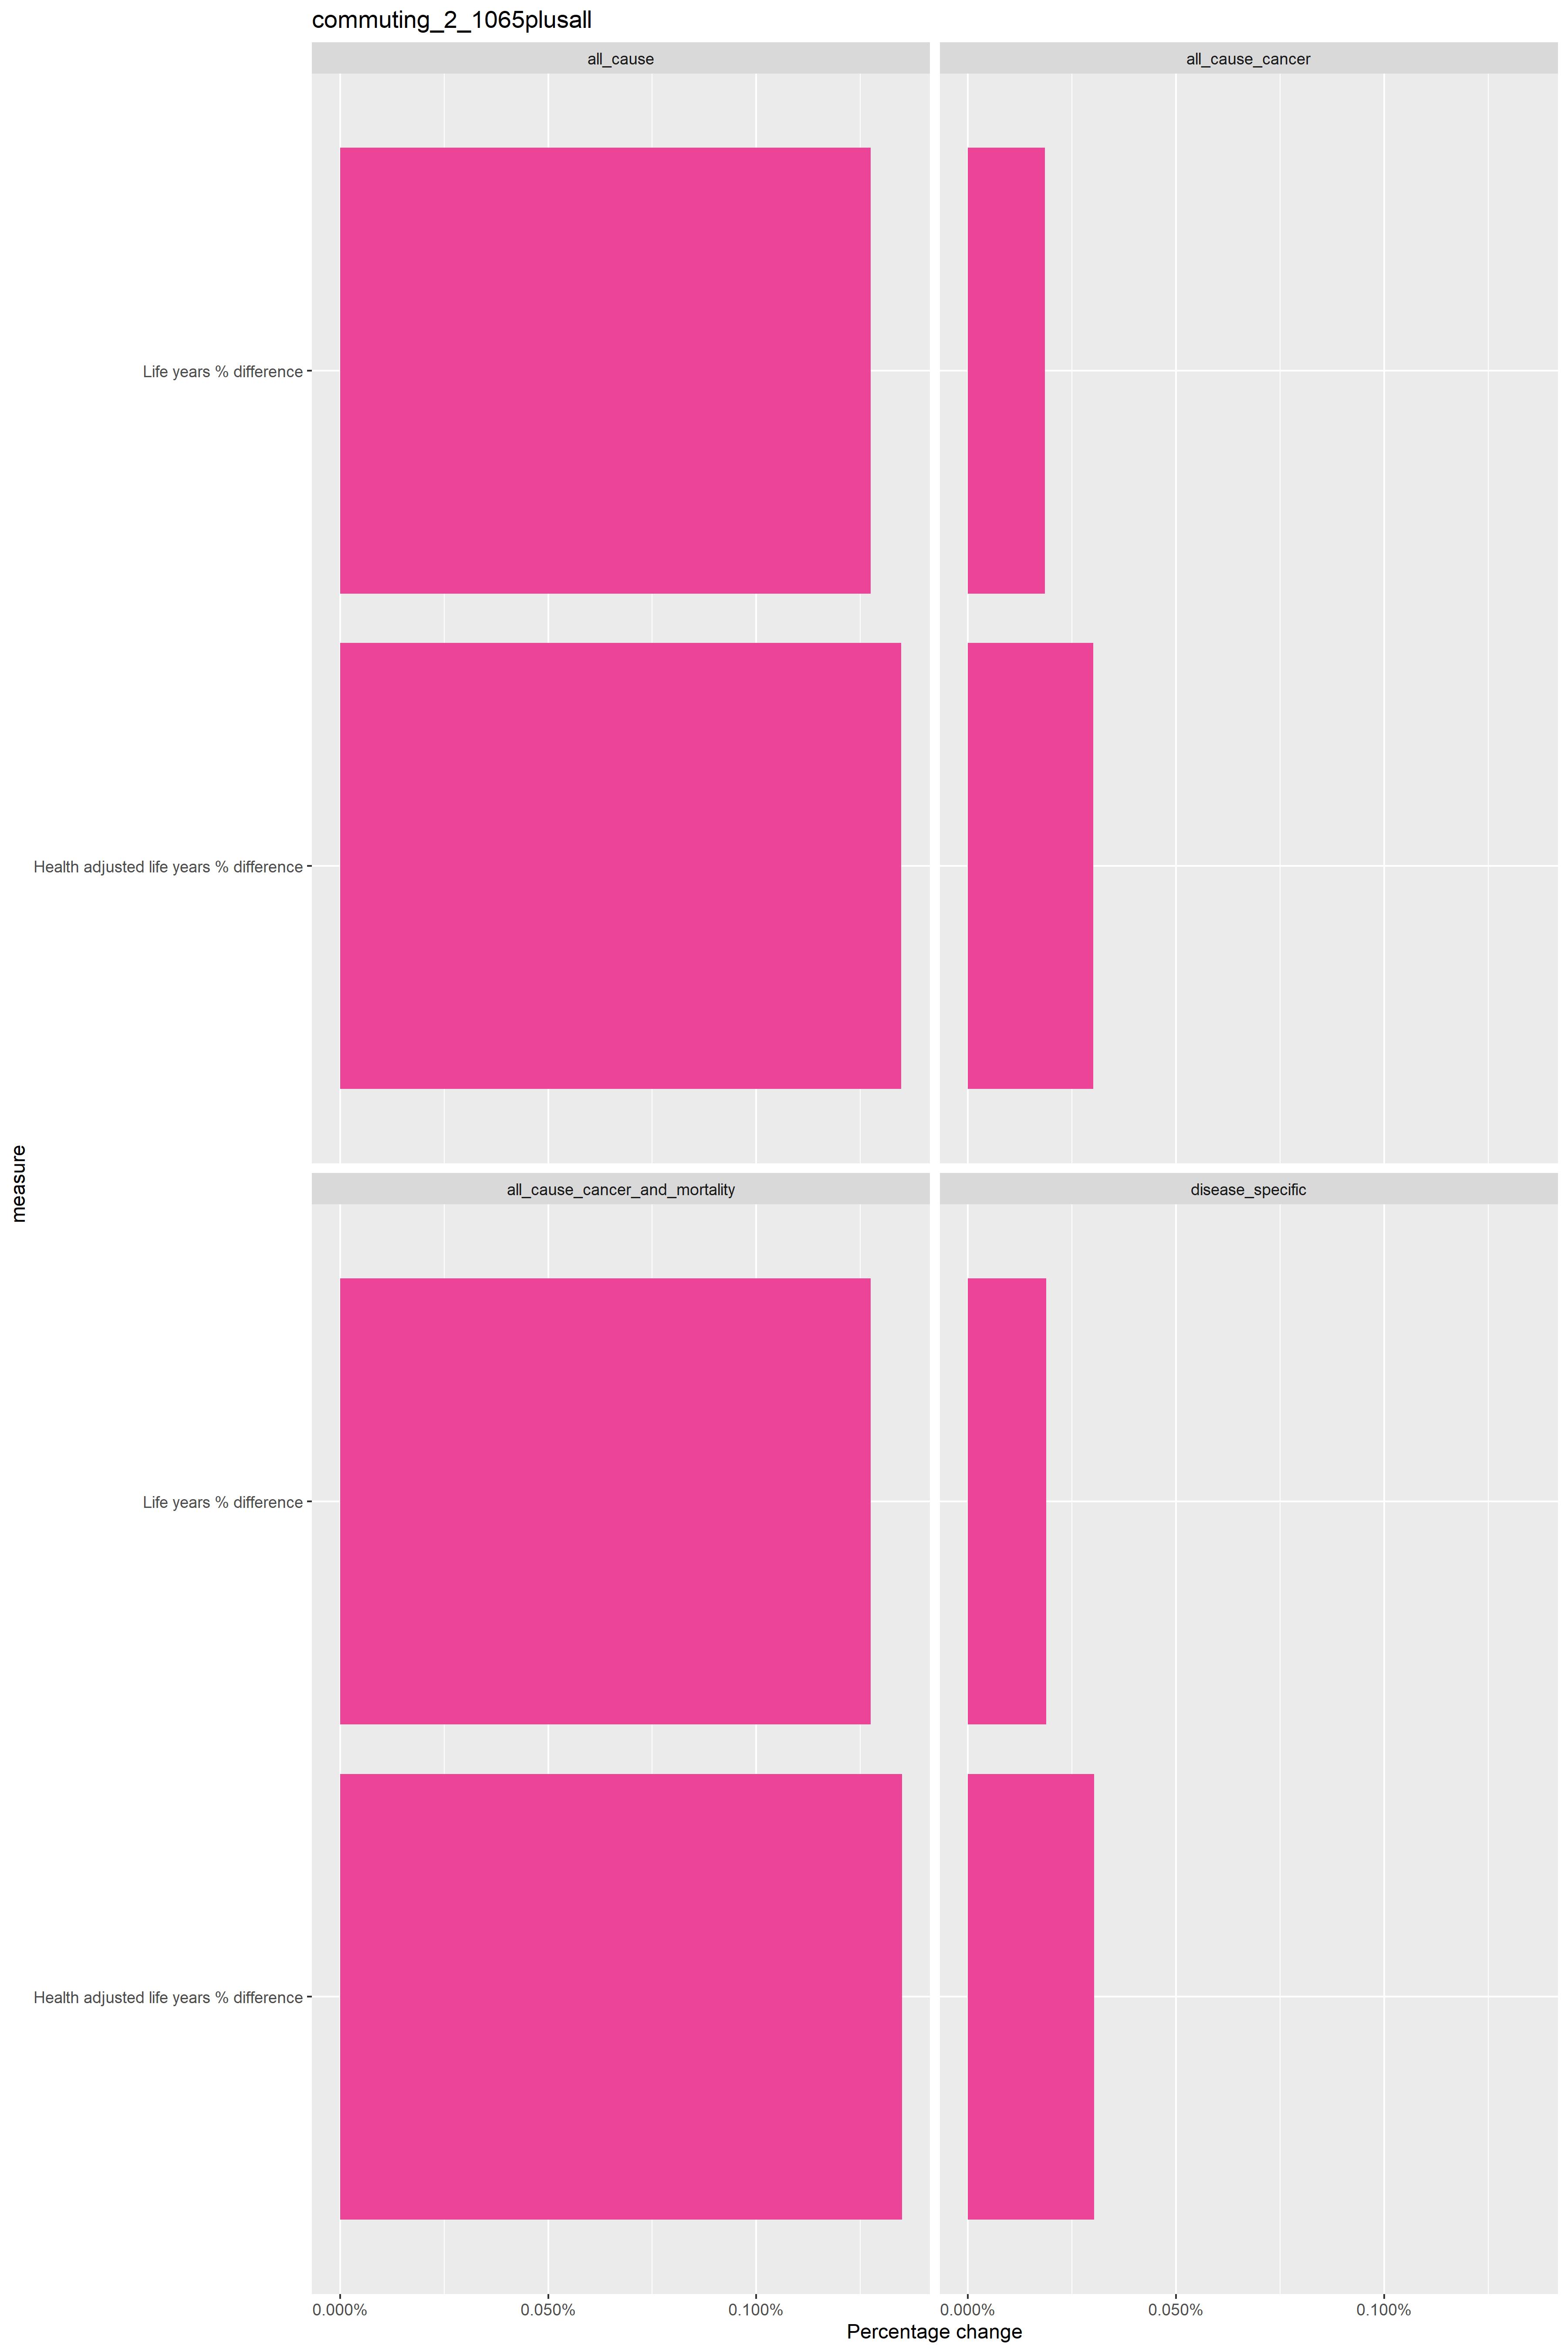 commuting_2_1065plusall
all_cause
all_cause_cancer
Life years % difference
Health adjusted life years % difference
measure
all_cause_cancer_and_mortality
disease_specific
Life years % difference
Health adjusted life years % difference
0.000%
0.050%
0.100%
0.000%
0.050%
0.100%
Percentage change